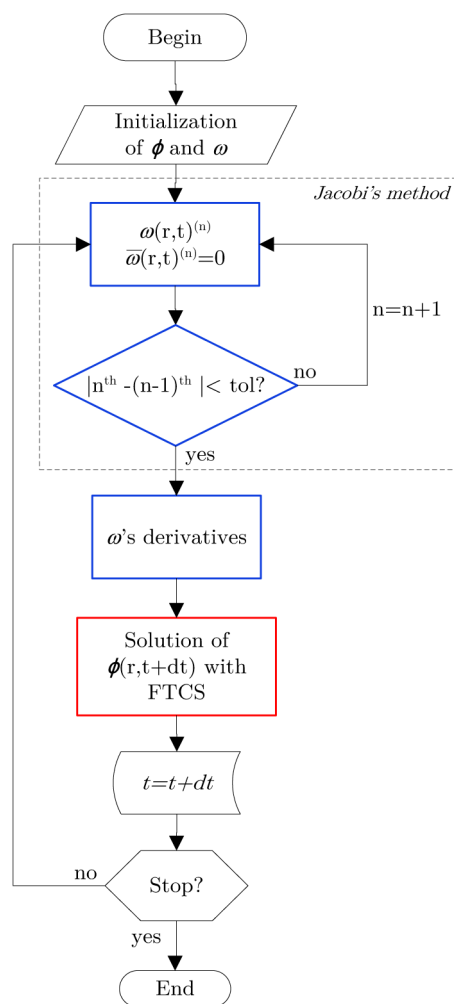 Begin
Initialization
of ϕ and ω
Jacobi's method
ω(r,t)⁽ⁿ⁾
ω̅(r,t)⁽ⁿ⁾=0
n=n+1
|nᵗʰ -(n-1)ᵗʰ |< tol?
no
yes
ω's derivatives
Solution of
ϕ(r,t+dt) with
FTCS
t=t+dt
no
Stop?
yes
End